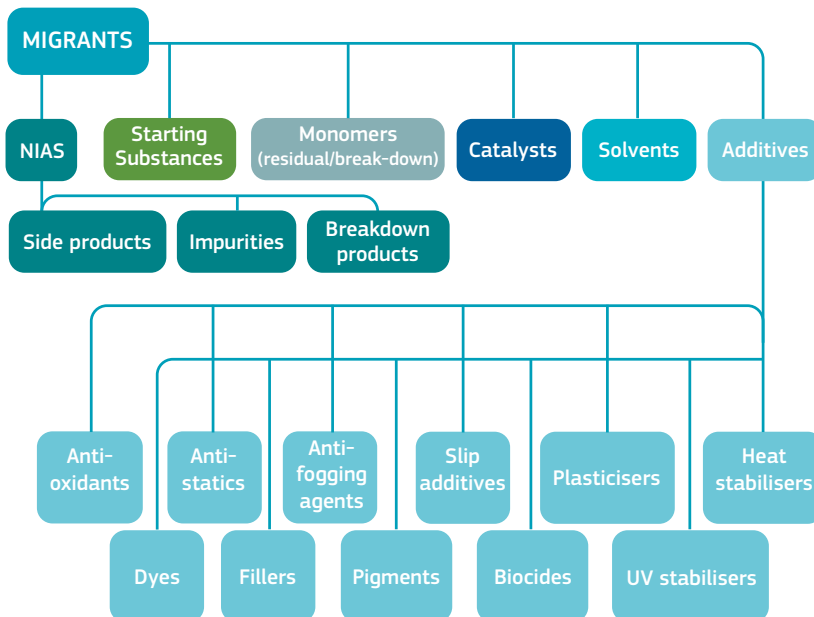 MIGRANTS
NIAS
Starting
Substances
Monomers
(residual/break-down)
Catalysts
Solvents
Additives
Side products
Impurities
Breakdown
products
Anti-
oxidants
Anti-
statics
Anti-
fogging
agents
Slip
additives
Plasticisers
Heat
stabilisers
Dyes
Fillers
Pigments
Biocides
UV stabilisers